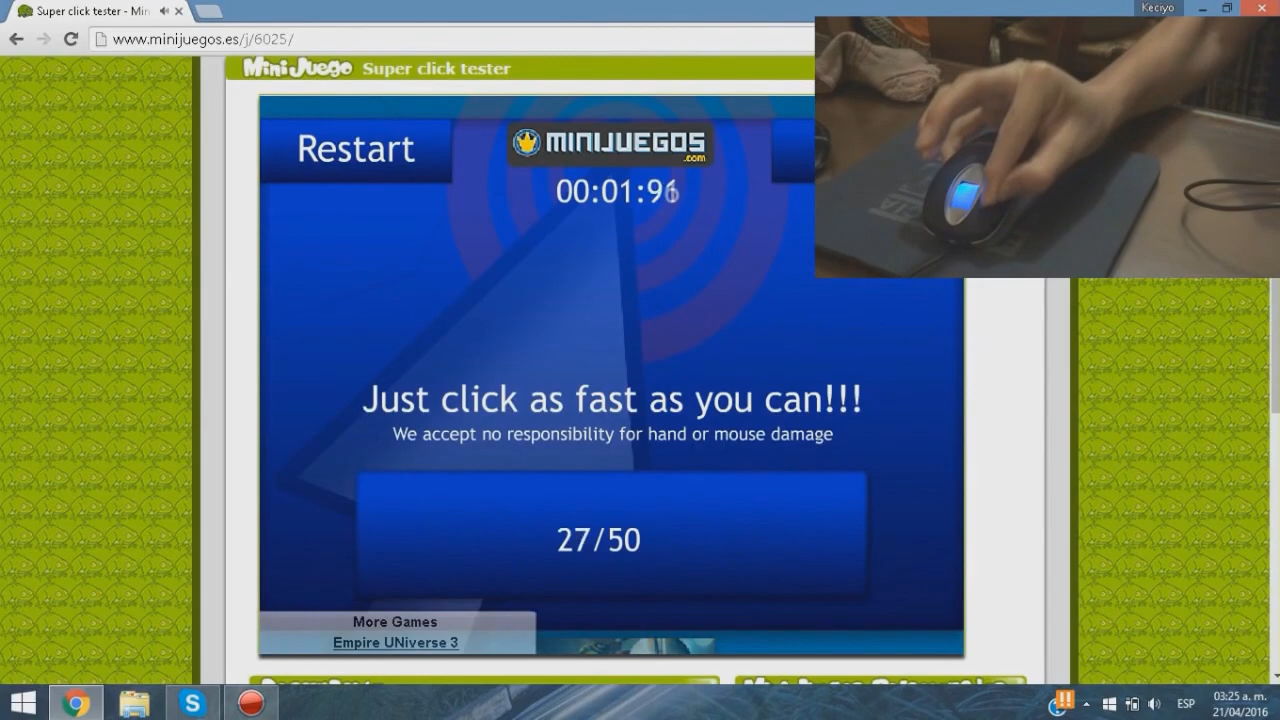 Super click tester - Min
Keciyo
www.minijuegos.es/j/6025/
MiniJuego Super click tester
Restart
MINIJUEGOS
.com
00:01:96
Just click as fast as you can!!!
We accept no responsibility for hand or mouse damage
27/50
More Games
Empire UNiverse 3
S
ESP
03:25 a. m.
21/04/2016